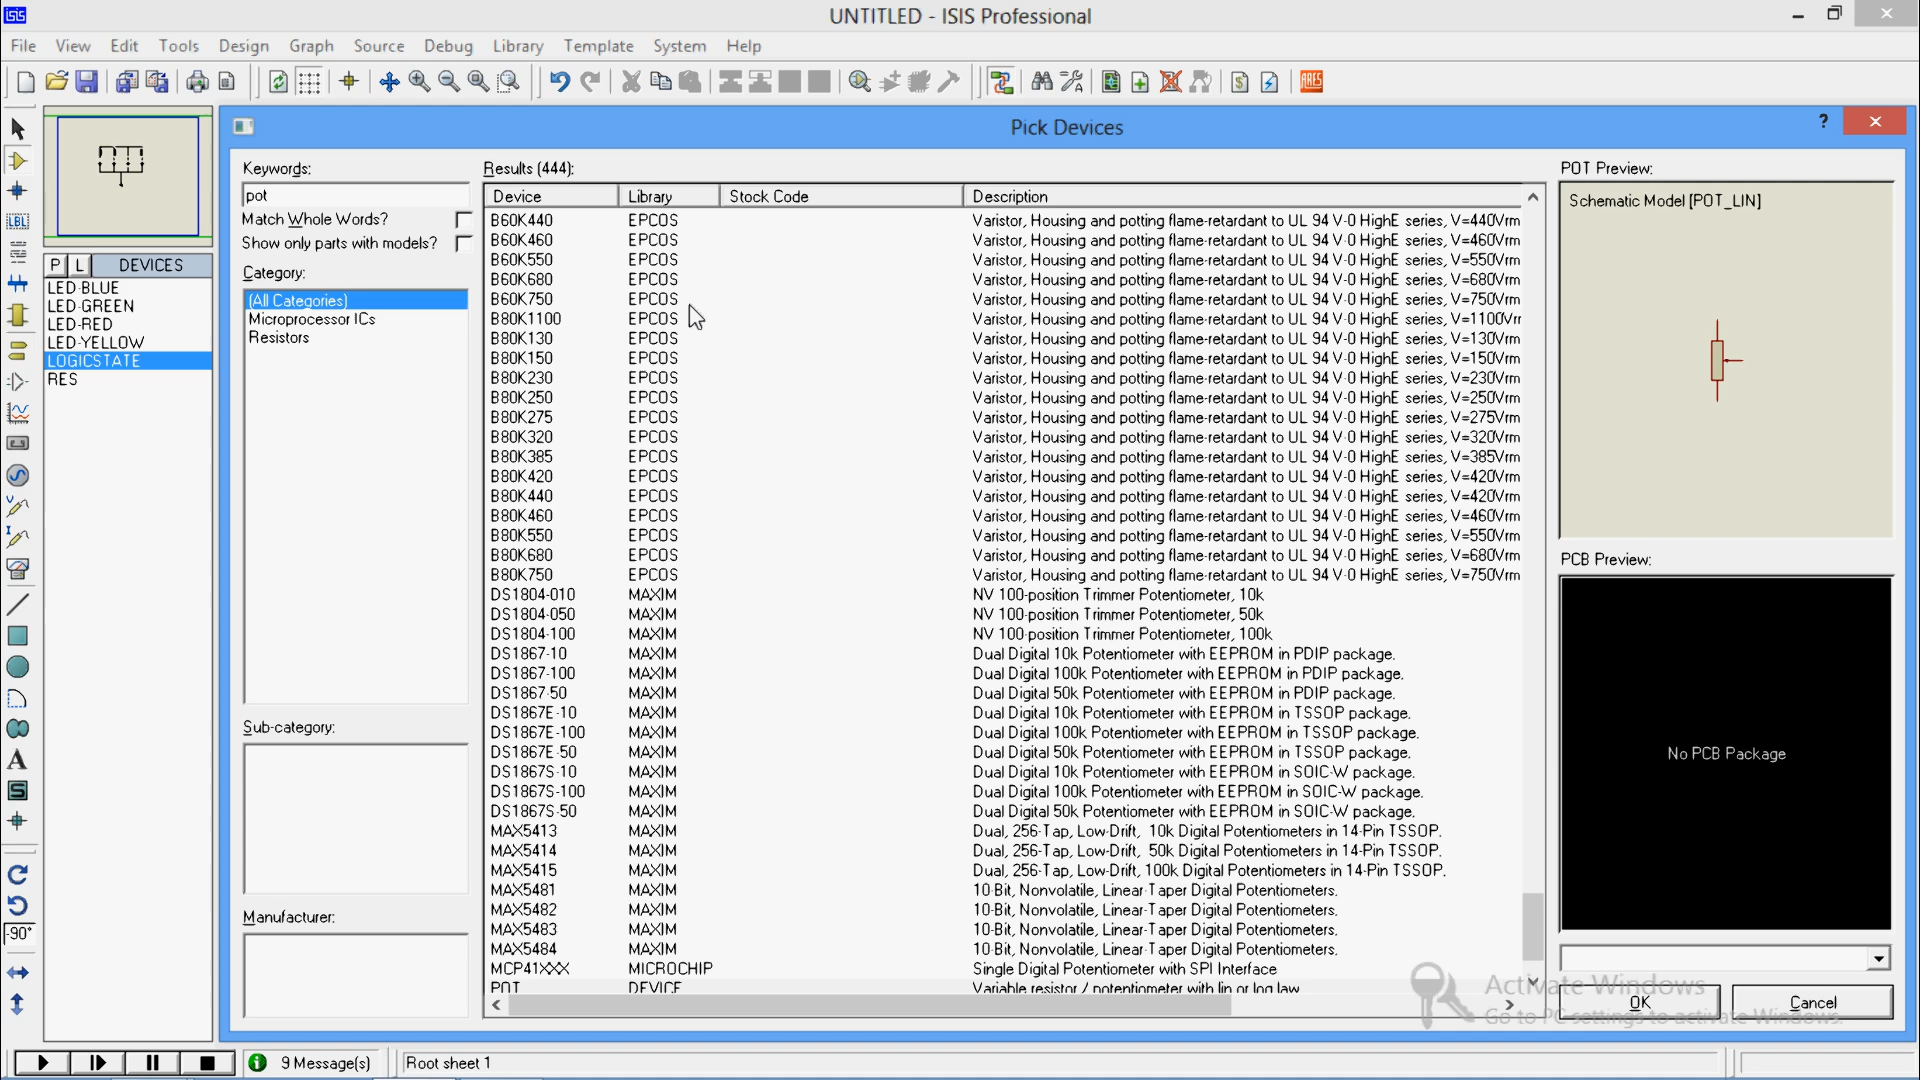 ISIS
UNTITLED - ISIS Professional
File View Edit Tools Design Graph Source Debug Library Template System Help
LBL
ARES
Pick Devices
?
P L DEVICES
LED-BLUE
LED-GREEN
LED-RED
LED-YELLOW
LOGICSTATE
RES
A
S
V
I
-90°
Keywords:
pot
Match Whole Words?
Show only parts with models?
Category:
(All Categories)
Microprocessor ICs
Resistors
Sub-category:
Manufacturer:
Results (444):
Device Library Stock Code Description
B60K440 EPCOS Varistor, Housing and potting flame-retardant to UL 94 V-0 HighE series, V=440Vrm
B60K460 EPCOS Varistor, Housing and potting flame-retardant to UL 94 V-0 HighE series, V=460Vrm
B60K550 EPCOS Varistor, Housing and potting flame-retardant to UL 94 V-0 HighE series, V=550Vrm
B60K680 EPCOS Varistor, Housing and potting flame-retardant to UL 94 V-0 HighE series, V=680Vrm
B60K750 EPCOS Varistor, Housing and potting flame-retardant to UL 94 V-0 HighE series, V=750Vrm
B80K1100 EPCOS Varistor, Housing and potting flame-retardant to UL 94 V-0 HighE series, V=1100Vr
B80K130 EPCOS Varistor, Housing and potting flame-retardant to UL 94 V-0 HighE series, V=130Vrm
B80K150 EPCOS Varistor, Housing and potting flame-retardant to UL 94 V-0 HighE series, V=150Vrm
B80K230 EPCOS Varistor, Housing and potting flame-retardant to UL 94 V-0 HighE series, V=230Vrm
B80K250 EPCOS Varistor, Housing and potting flame-retardant to UL 94 V-0 HighE series, V=250Vrm
B80K275 EPCOS Varistor, Housing and potting flame-retardant to UL 94 V-0 HighE series, V=275Vrm
B80K320 EPCOS Varistor, Housing and potting flame-retardant to UL 94 V-0 HighE series, V=320Vrm
B80K385 EPCOS Varistor, Housing and potting flame-retardant to UL 94 V-0 HighE series, V=385Vrm
B80K420 EPCOS Varistor, Housing and potting flame-retardant to UL 94 V-0 HighE series, V=420Vrm
B80K440 EPCOS Varistor, Housing and potting flame-retardant to UL 94 V-0 HighE series, V=420Vrm
B80K460 EPCOS Varistor, Housing and potting flame-retardant to UL 94 V-0 HighE series, V=460Vrm
B80K550 EPCOS Varistor, Housing and potting flame-retardant to UL 94 V-0 HighE series, V=550Vrm
B80K680 EPCOS Varistor, Housing and potting flame-retardant to UL 94 V-0 HighE series, V=680Vrm
B80K750 EPCOS Varistor, Housing and potting flame-retardant to UL 94 V-0 HighE series, V=750Vrm
DS1804-010 MAXIM NV 100-position Trimmer Potentiometer, 10k
DS1804-050 MAXIM NV 100-position Trimmer Potentiometer, 50k
DS1804-100 MAXIM NV 100-position Trimmer Potentiometer, 100k
DS1867-10 MAXIM Dual Digital 10k Potentiometer with EEPROM in PDIP package.
DS1867-100 MAXIM Dual Digital 100k Potentiometer with EEPROM in PDIP package.
DS1867-50 MAXIM Dual Digital 50k Potentiometer with EEPROM in PDIP package.
DS1867E-10 MAXIM Dual Digital 10k Potentiometer with EEPROM in TSSOP package.
DS1867E-100 MAXIM Dual Digital 100k Potentiometer with EEPROM in TSSOP package.
DS1867E-50 MAXIM Dual Digital 50k Potentiometer with EEPROM in TSSOP package.
DS1867S-10 MAXIM Dual Digital 10k Potentiometer with EEPROM in SOIC-W package.
DS1867S-100 MAXIM Dual Digital 100k Potentiometer with EEPROM in SOIC-W package.
DS1867S-50 MAXIM Dual Digital 50k Potentiometer with EEPROM in SOIC-W package.
MAX5413 MAXIM Dual, 256-Tap, Low-Drift, 10k Digital Potentiometers in 14-Pin TSSOP.
MAX5414 MAXIM Dual, 256-Tap, Low-Drift, 50k Digital Potentiometers in 14-Pin TSSOP.
MAX5415 MAXIM Dual, 256-Tap, Low-Drift, 100k Digital Potentiometers in 14-Pin TSSOP.
MAX5481 MAXIM 10-Bit, Nonvolatile, Linear-Taper Digital Potentiometers.
MAX5482 MAXIM 10-Bit, Nonvolatile, Linear-Taper Digital Potentiometers.
MAX5483 MAXIM 10-Bit, Nonvolatile, Linear-Taper Digital Potentiometers.
MAX5484 MAXIM 10-Bit, Nonvolatile, Linear-Taper Digital Potentiometers.
MCP41XXX MICROCHIP Single Digital Potentiometer with SPI Interface
POT DEVICE Variable resistor / potentiometer with lin or log law
POT Preview:
Schematic Model [POT_LIN]
PCB Preview:
No PCB Package
OK Cancel
Activate Windows
Go to PC settings to activate Windows.
9 Message(s) Root sheet 1